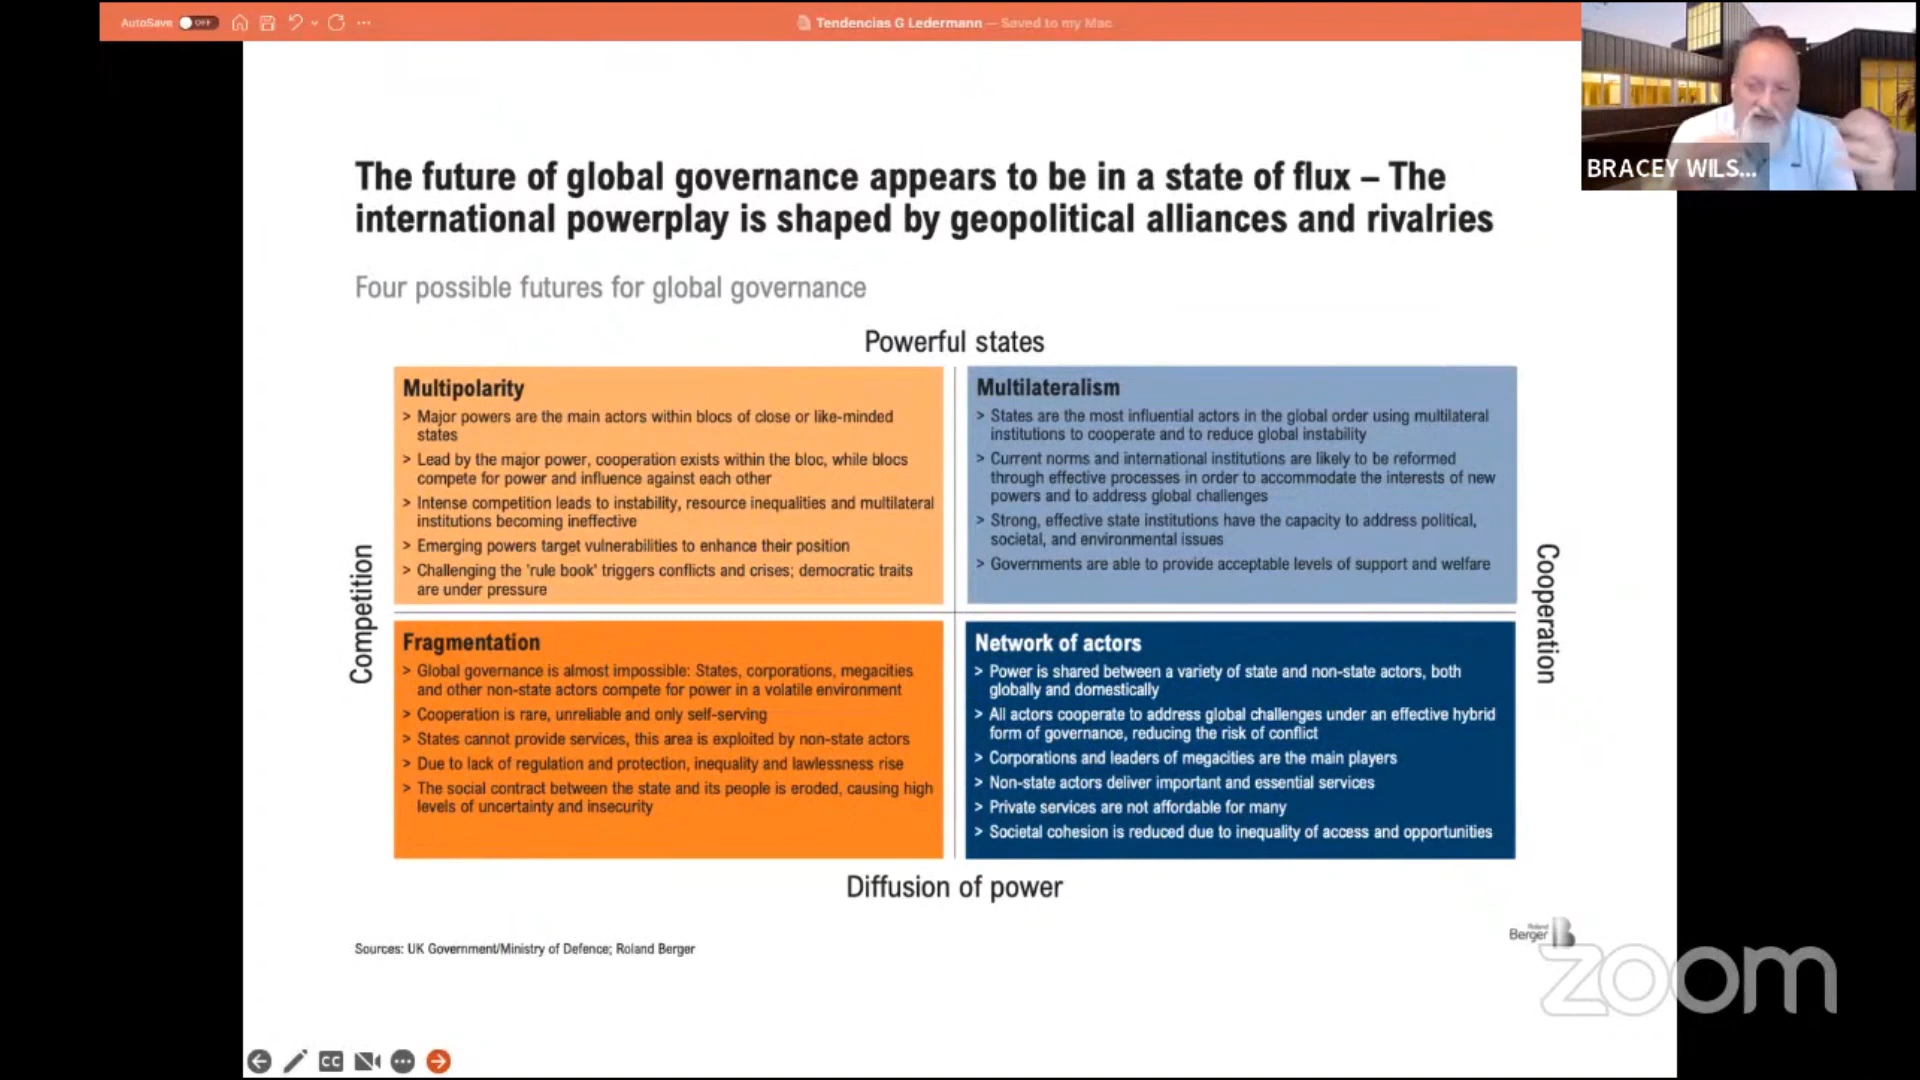 AutoSave OFF
Tendencias G Ledermann — Saved to my Mac
BRACEY WILS...
The future of global governance appears to be in a state of flux – The
international powerplay is shaped by geopolitical alliances and rivalries
Four possible futures for global governance
Powerful states
Competition
Multipolarity
> Major powers are the main actors within blocs of close or like-minded
states
> Lead by the major power, cooperation exists within the bloc, while blocs
compete for power and influence against each other
> Intense competition leads to instability, resource inequalities and multilateral
institutions becoming ineffective
> Emerging powers target vulnerabilities to enhance their position
> Challenging the 'rule book' triggers conflicts and crises; democratic traits
are under pressure
Multilateralism
> States are the most influential actors in the global order using multilateral
institutions to cooperate and to reduce global instability
> Current norms and international institutions are likely to be reformed
through effective processes in order to accommodate the interests of new
powers and to address global challenges
> Strong, effective state institutions have the capacity to address political,
societal, and environmental issues
> Governments are able to provide acceptable levels of support and welfare
Cooperation
Fragmentation
> Global governance is almost impossible: States, corporations, megacities
and other non-state actors compete for power in a volatile environment
> Cooperation is rare, unreliable and only self-serving
> States cannot provide services, this area is exploited by non-state actors
> Due to lack of regulation and protection, inequality and lawlessness rise
> The social contract between the state and its people is eroded, causing high
levels of uncertainty and insecurity
Network of actors
> Power is shared between a variety of state and non-state actors, both
globally and domestically
> All actors cooperate to address global challenges under an effective hybrid
form of governance, reducing the risk of conflict
> Corporations and leaders of megacities are the main players
> Non-state actors deliver important and essential services
> Private services are not affordable for many
> Societal cohesion is reduced due to inequality of access and opportunities
Diffusion of power
Sources: UK Government/Ministry of Defence; Roland Berger
Roland
Berger B
zoom
CC